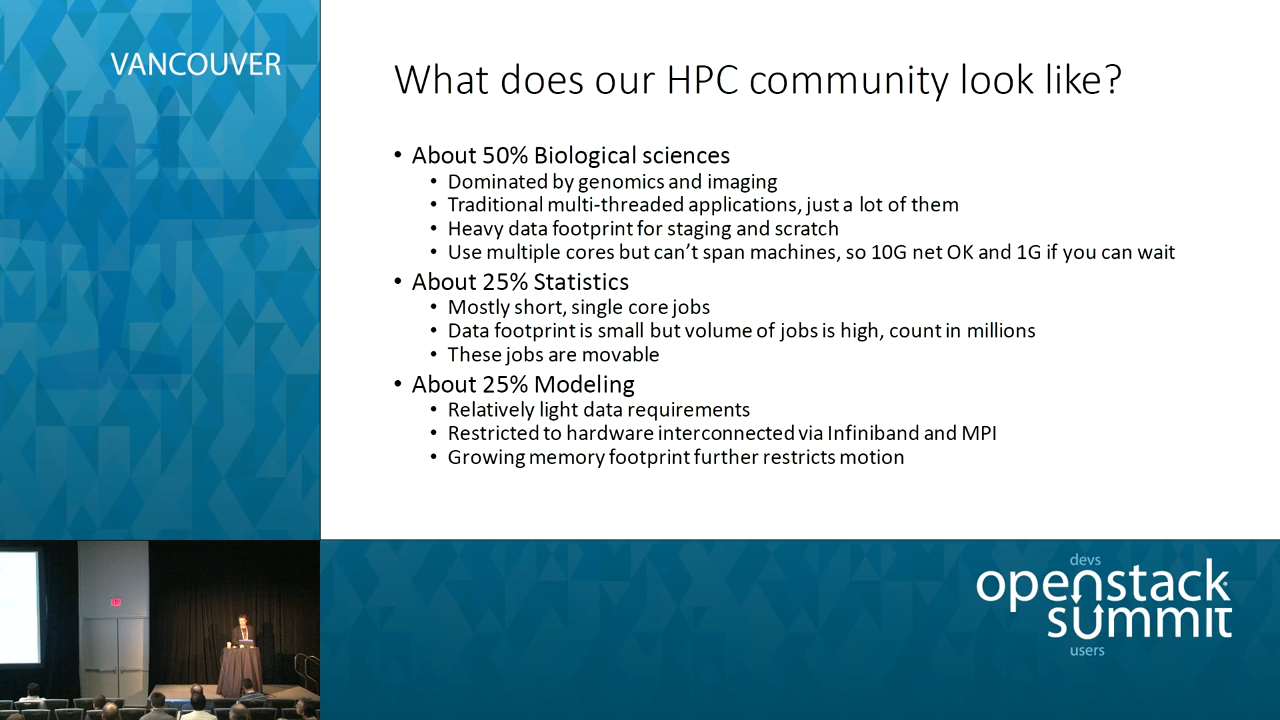 VANCOUVER
What does our HPC community look like?
• About 50% Biological sciences
• Dominated by genomics and imaging
• Traditional multi-threaded applications, just a lot of them
• Heavy data footprint for staging and scratch
• Use multiple cores but can’t span machines, so 10G net OK and 1G if you can wait
• About 25% Statistics
• Mostly short, single core jobs
• Data footprint is small but volume of jobs is high, count in millions
• These jobs are movable
• About 25% Modeling
• Relatively light data requirements
• Restricted to hardware interconnected via Infiniband and MPI
• Growing memory footprint further restricts motion
devs
openstack
summit
users